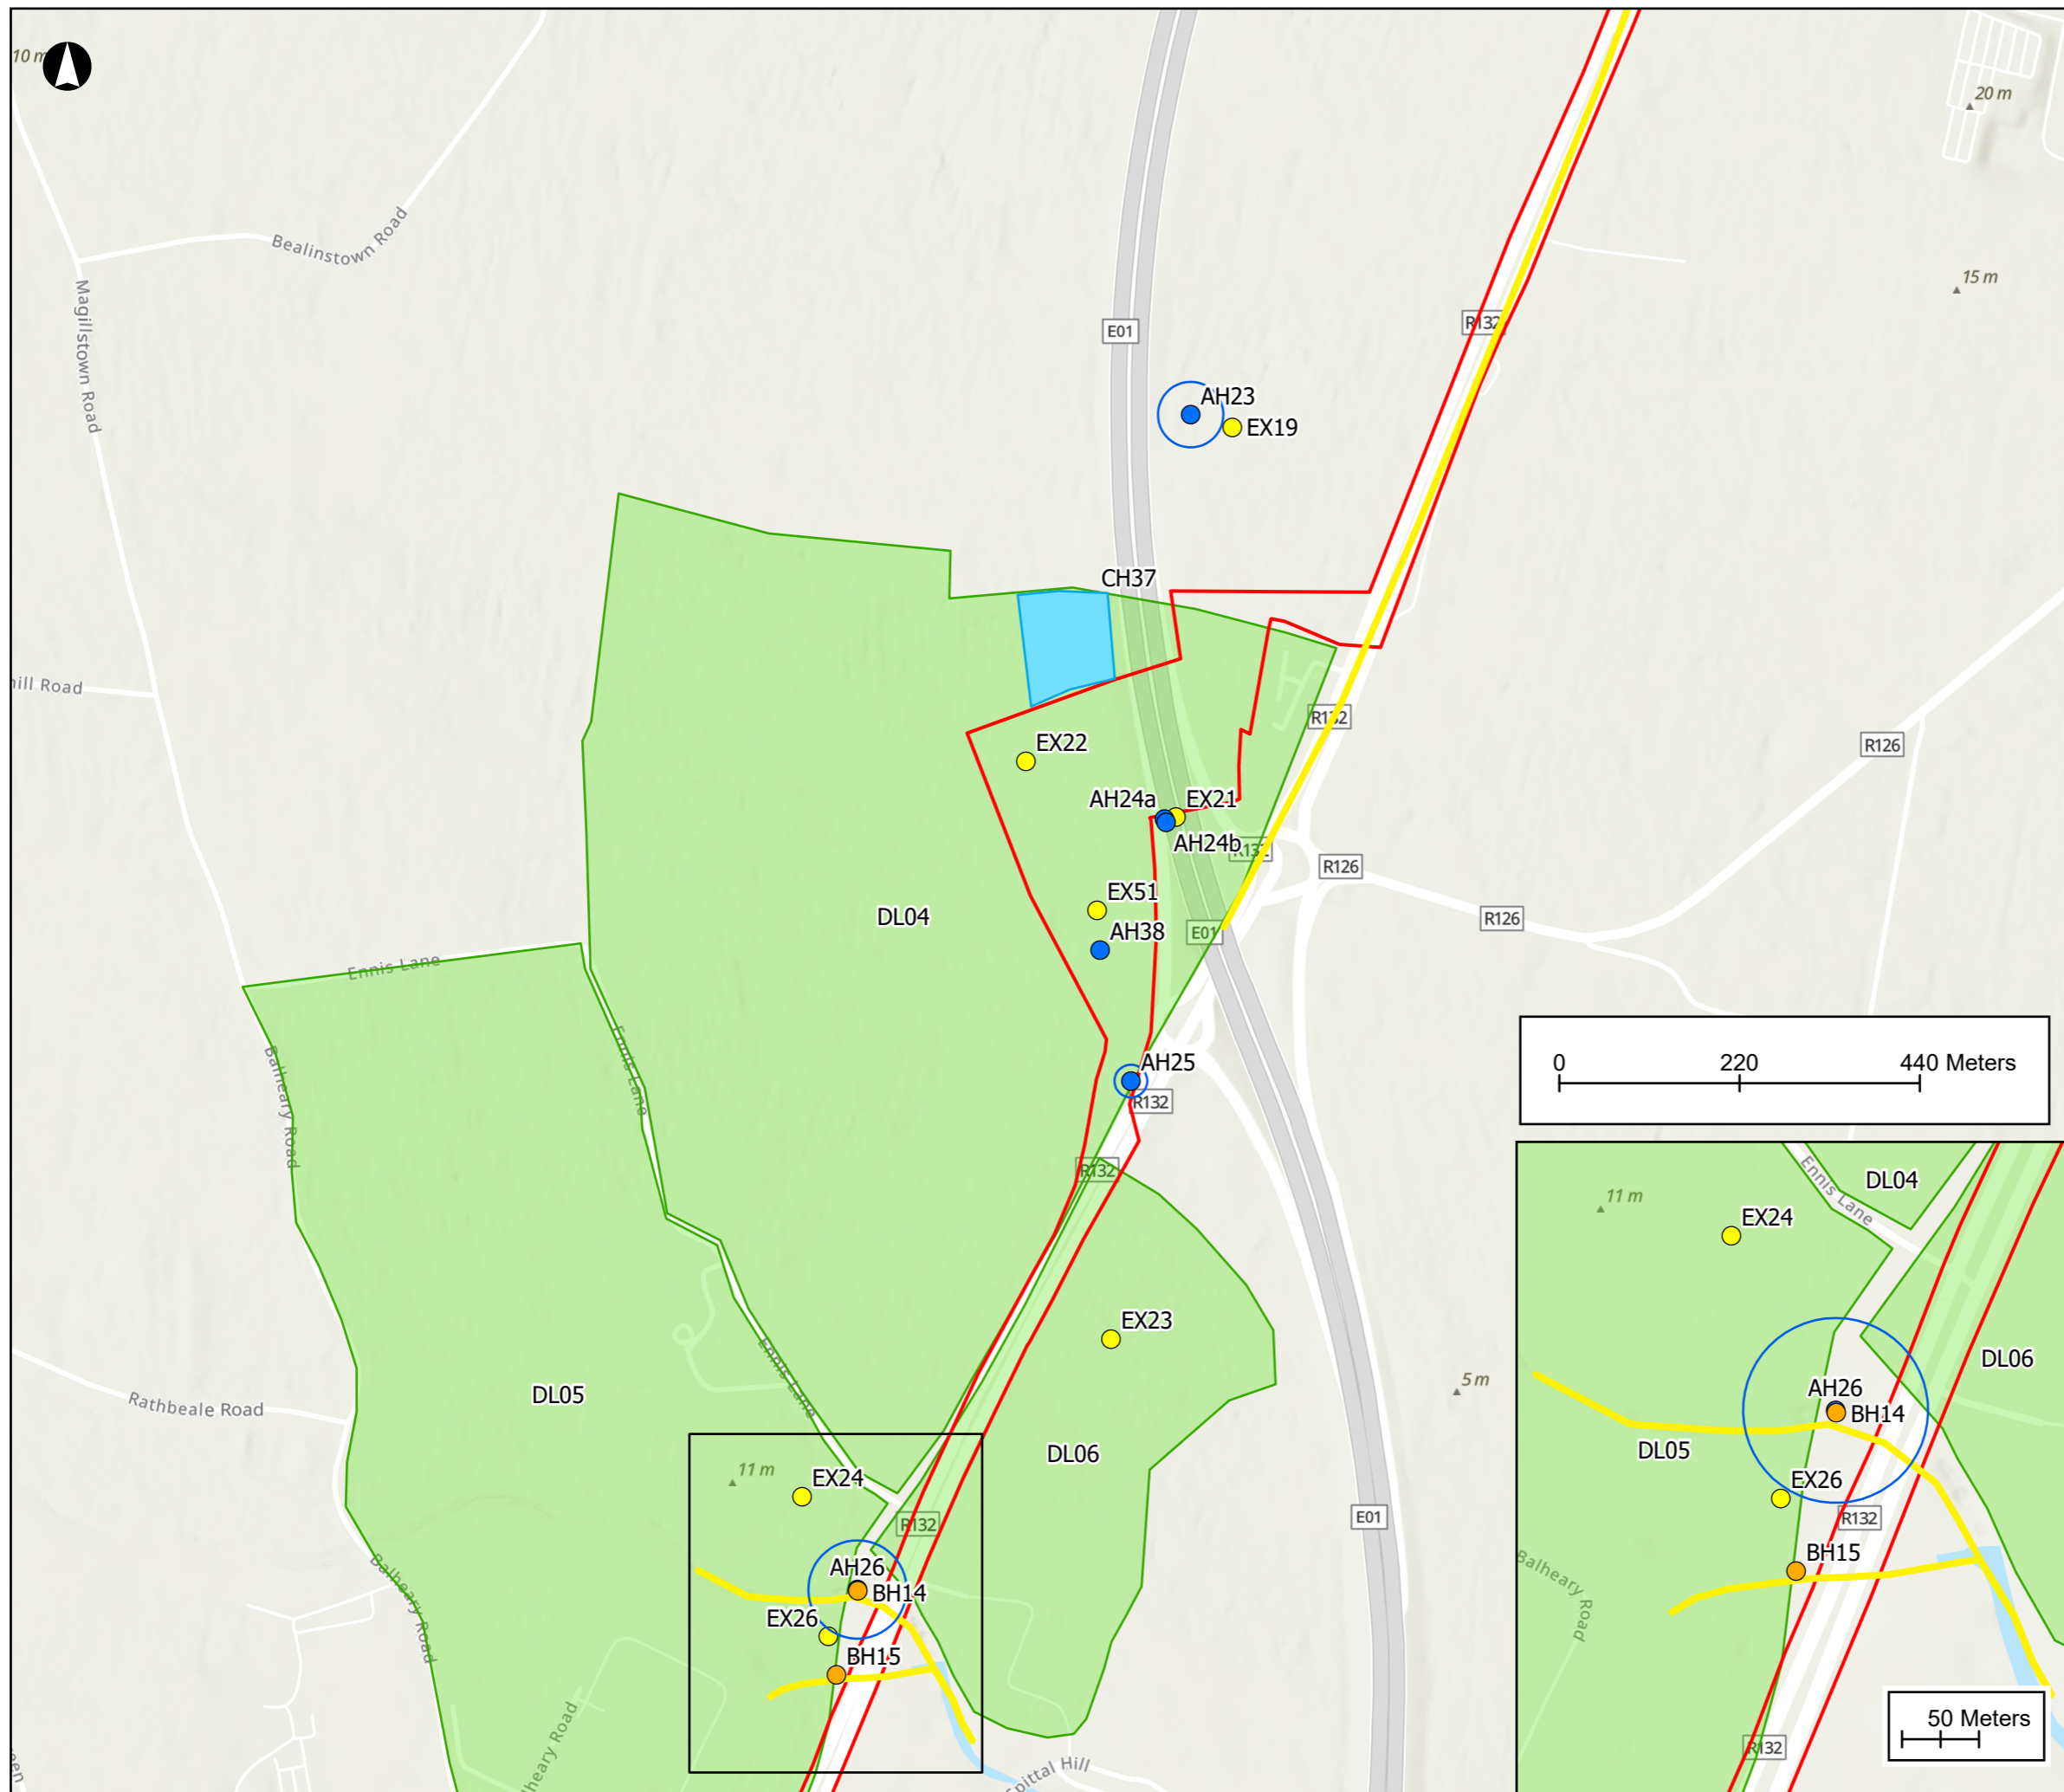 10 m
20 m
Bealinstown Road
15 m
Magillstown Road
R132
E01
AH23
EX19
CH37
hill Road
R132
EX22
R126
AH24a
EX21
AH24b
R132
R126
EX51
DL04
R126
AH38
E01
Ennis Lane
Ennis Lane
Balheary Road
AH25
R132
0 220 440 Meters
R132
DL04
Ennis Lane
11 m
EX24
EX23
Ennis Lane
DL06
5 m
DL05
Rathbeale Road
AH26
BH14
DL06
DL05
11 m
EX24
EX26
E01
R132
R132
BH15
AH26
BH14
Balheary Road
Balheary Road
EX26
BH15
50 Meters
Balheary Road
R132
Spittal Hill
een